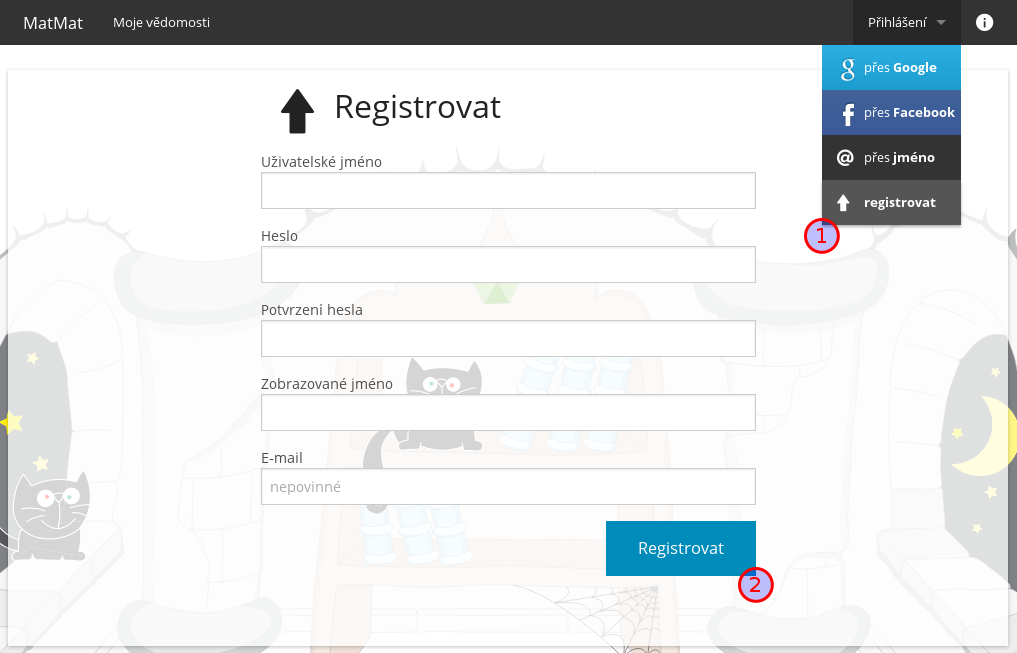 MatMat
Moje vědomosti
Přihlášení
přes Google
přes Facebook
přes jméno
registrovat
1
Registrovat
Uživatelské jméno
Heslo
Potvrzení hesla
Zobrazované jméno
E-mail
nepovinné
Registrovat
2